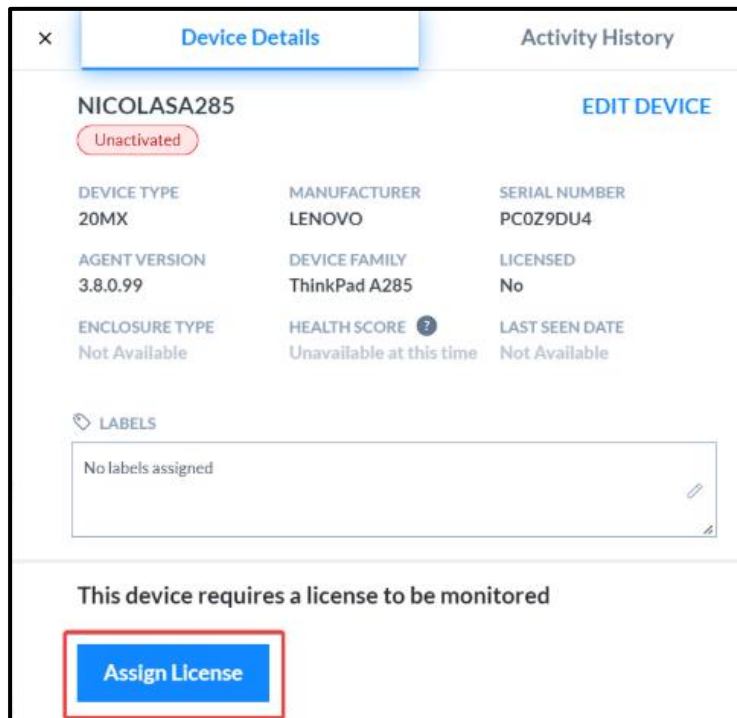 × Device Details Activity History
NICOLASA285 EDIT DEVICE
Unactivated
DEVICE TYPE MANUFACTURER SERIAL NUMBER
20MX LENOVO PC0Z9DU4
AGENT VERSION DEVICE FAMILY LICENSED
3.8.0.99 ThinkPad A285 No
ENCLOSURE TYPE HEALTH SCORE ? LAST SEEN DATE
Not Available Unavailable at this time Not Available
LABELS
No labels assigned
This device requires a license to be monitored
Assign License